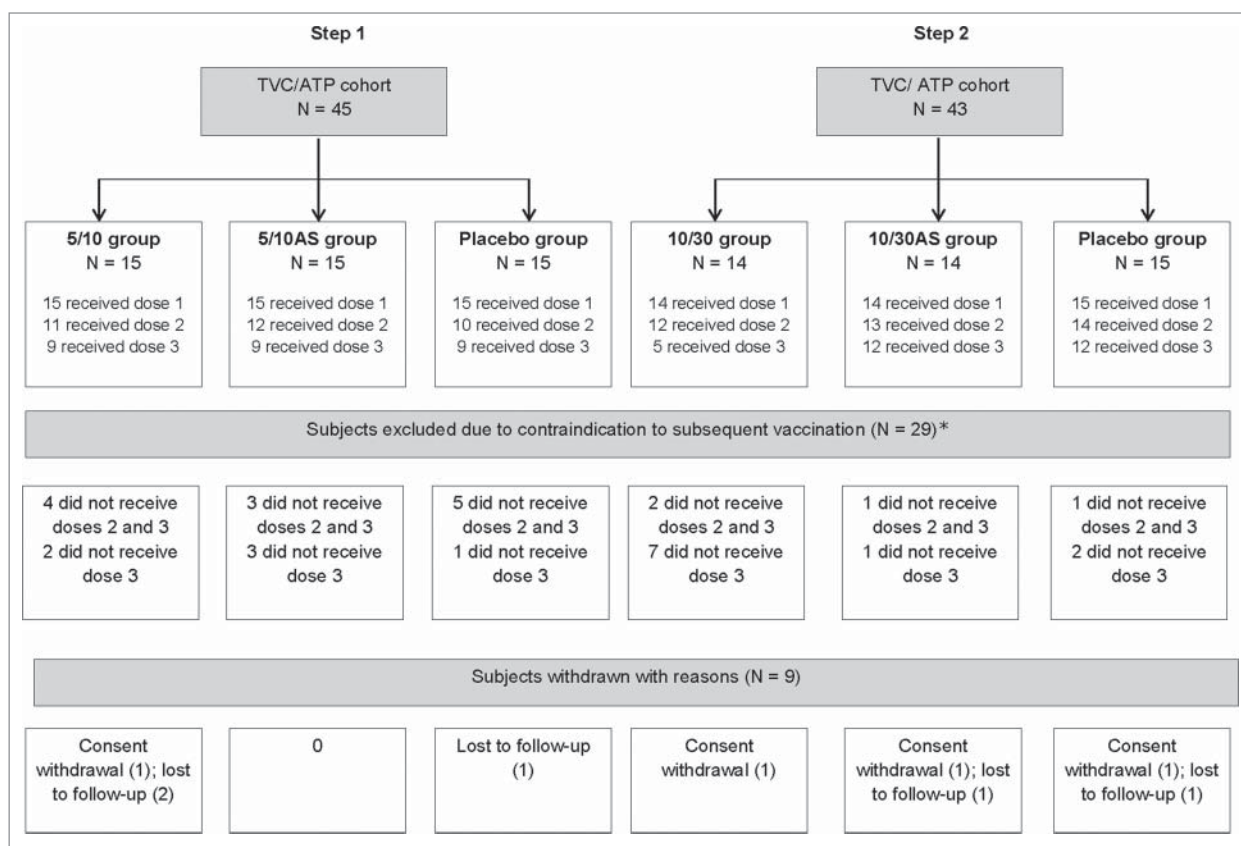 Step 1
Step 2
TVC/ATP cohort
N = 45
TVC/ ATP cohort
N = 43
5/10 group
N = 15
15 received dose 1
11 received dose 2
9 received dose 3
5/10AS group
N = 15
15 received dose 1
12 received dose 2
9 received dose 3
Placebo group
N = 15
15 received dose 1
10 received dose 2
9 received dose 3
10/30 group
N = 14
14 received dose 1
12 received dose 2
5 received dose 3
10/30AS group
N = 14
14 received dose 1
13 received dose 2
12 received dose 3
Placebo group
N = 15
15 received dose 1
14 received dose 2
12 received dose 3
Subjects excluded due to contraindication to subsequent vaccination (N = 29)*
4 did not receive
doses 2 and 3
2 did not receive
dose 3
3 did not receive
doses 2 and 3
3 did not receive
dose 3
5 did not receive
doses 2 and 3
1 did not receive
dose 3
2 did not receive
doses 2 and 3
7 did not receive
dose 3
1 did not receive
doses 2 and 3
1 did not receive
dose 3
1 did not receive
doses 2 and 3
2 did not receive
dose 3
Subjects withdrawn with reasons (N = 9)
Consent
withdrawal (1); lost
to follow-up (2)
0
Lost to follow-up
(1)
Consent
withdrawal (1)
Consent
withdrawal (1); lost
to follow-up (1)
Consent
withdrawal (1); lost
to follow-up (1)